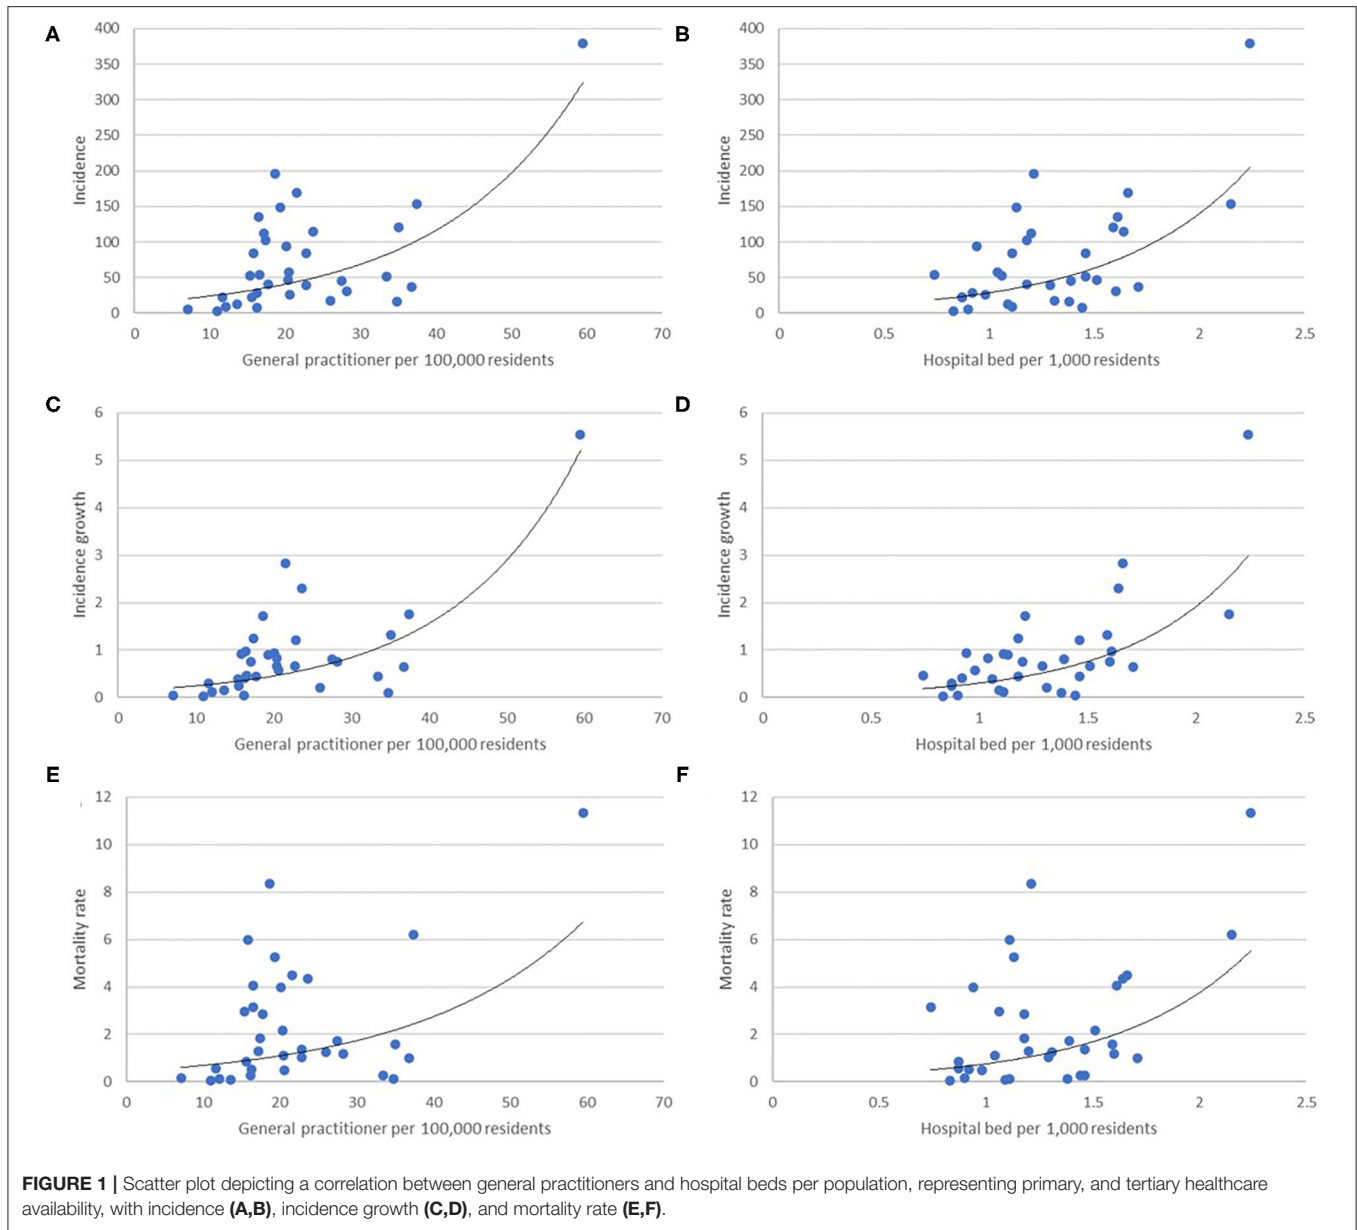 A
400
350
300
250
200
150
100
50
0
Incidence
0 10 20 30 40 50 60 70
General practitioner per 100,000 residents
B
400
350
300
250
200
150
100
50
0
Incidence
0 0.5 1 1.5 2 2.5
Hospital bed per 1,000 residents
C
6
5
4
3
2
1
0
Incidence growth
0 10 20 30 40 50 60 70
General practitioner per 100,000 residents
D
6
5
4
3
2
1
0
Incidence growth
0 0.5 1 1.5 2 2.5
Hospital bed per 1,000 residents
E
12
10
8
6
4
2
0
Mortality rate
0 10 20 30 40 50 60 70
General practitioner per 100,000 residents
F
12
10
8
6
4
2
0
Mortality rate
0 0.5 1 1.5 2 2.5
Hospital bed per 1,000 residents
FIGURE 1 | Scatter plot depicting a correlation between general practitioners and hospital beds per population, representing primary, and tertiary healthcare
availability, with incidence (A,B), incidence growth (C,D), and mortality rate (E,F).